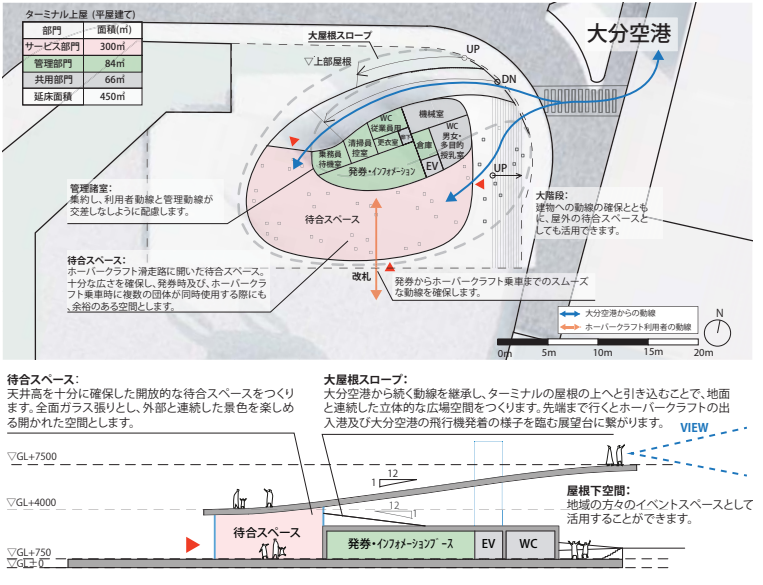 ターミナル上屋 (平屋建て)
部門 面積(㎡)
サービス部門 300㎡
管理部門 84㎡
共用部門 66㎡
延床面積 450㎡
大屋根スロープ
▽上部屋根
UP
DN
大分空港
機械室
WC
従業員用
更衣室
清掃員
控室
業務員
待機室
倉庫
WC
男女・
多目的
授乳室
発券・インフォメーション
EV
UP
管理諸室：
集約し、利用者動線と管理動線が
交差しなしように配慮します。
待合スペース
大階段：
建物への動線の確保ととも
に、屋外の待合スペースと
しても活用できます。
待合スペース：
ホーバークラフト滑走路に開いた待合スペース。
十分な広さを確保し、発券時及び、ホーバークラ
フト乗車時に複数の団体が同時使用する際にも
、余裕のある空間とします。
改札
発券からホーバークラフト乗車までのスムーズ
な動線を確保します。
大分空港からの動線
ホーバークラフト利用者の動線
N
0m 5m 10m 15m 20m
待合スペース：
天井高を十分に確保した開放的な待合スペースをつくり
ます。全面ガラス張りとし、外部と連続した景色を楽しめ
る開かれた空間とします。
大屋根スロープ：
大分空港から続く動線を継承し、ターミナルの屋根の上へと引き込むことで、地面
と連続した立体的な広場空間をつくります。先端まで行くとホーバークラフトの出
入港及び大分空港の飛行機発着の様子を臨む展望台に繋がります。
VIEW
▽GL+7500
12
1
▽GL+4000
12
1
屋根下空間：
地域の方々のイベントスペースとして
活用することができます。
待合スペース
発券・インフォメーションブース
EV
WC
▽GL+750
▽GL±0